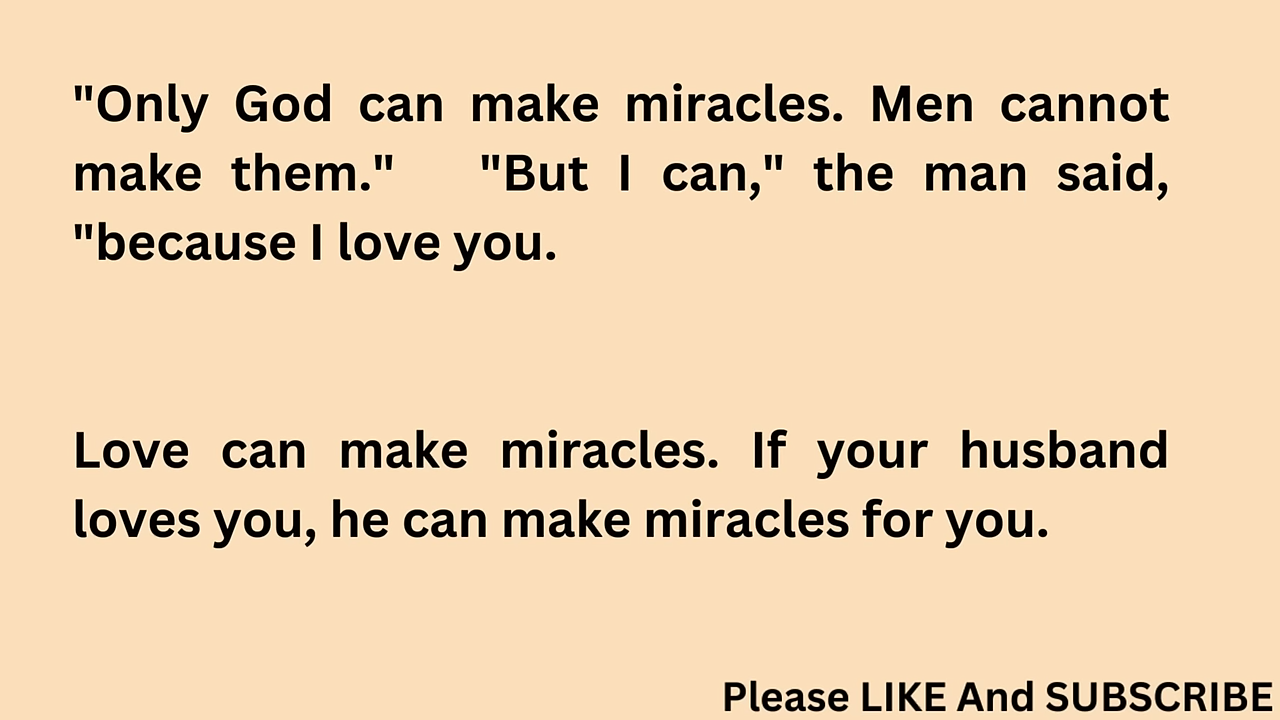 "Only God can make miracles. Men cannot
make them." "But I can," the man said,
"because I love you.
Love can make miracles. If your husband
loves you, he can make miracles for you.
Please LIKE And SUBSCRIBE